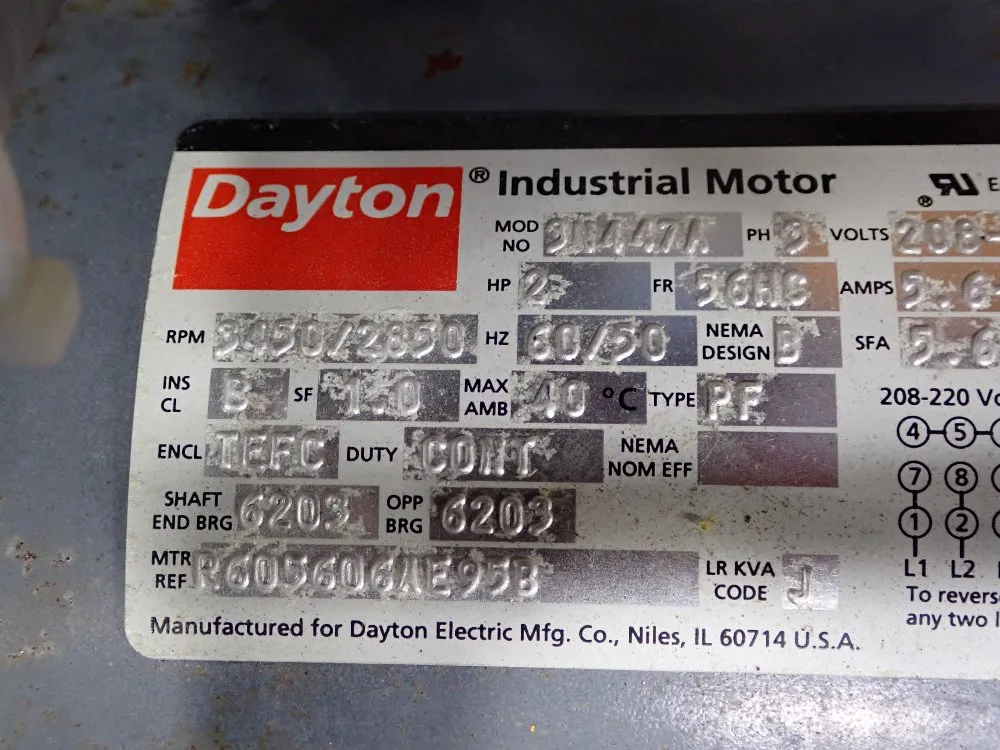 Dayton® Industrial Motor
MOD NO 3N447A PH 3 VOLTS 208-
HP 2 FR 56HC AMPS 5.6
RPM 3450/2850 HZ 60/50 NEMA DESIGN B SFA 5.6
INS CL B SF 1.0 MAX AMB 40 °C TYPE PF
208-220 Vo
ENCL TEFC DUTY CONT NEMA NOM EFF
4 5
7 8
SHAFT END BRG 6203 OPP BRG 6203
1 2
MTR REF R605606AE95B LR KVA CODE J
L1 L2
To revers
any two l
Manufactured for Dayton Electric Mfg. Co., Niles, IL 60714 U.S.A.